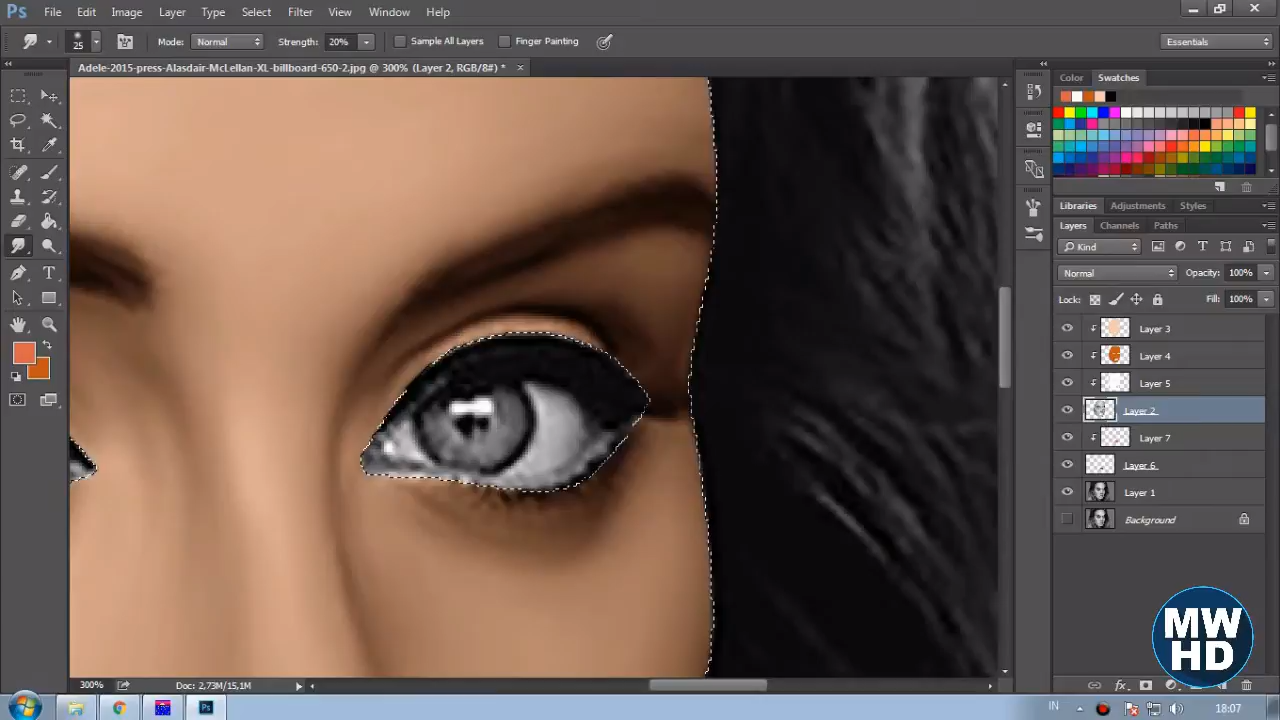 Ps File Edit Image Layer Type Select Filter View Window Help
25 Mode: Normal Strength: 20% Sample All Layers Finger Painting Essentials
Adele-2015-press-Alasdair-McLellan-XL-billboard-650-2.jpg @ 300% (Layer 2, RGB/8#) *
Color Swatches
Libraries Adjustments Styles
Layers Channels Paths
Kind
Normal Opacity: 100%
Lock: Fill: 100%
Layer 3
Layer 4
Layer 5
Layer 2
Layer 7
Layer 6
Layer 1
Background
MW
HD
300% Doc: 2,73M/15,1M
fx
Ps IN 18:07